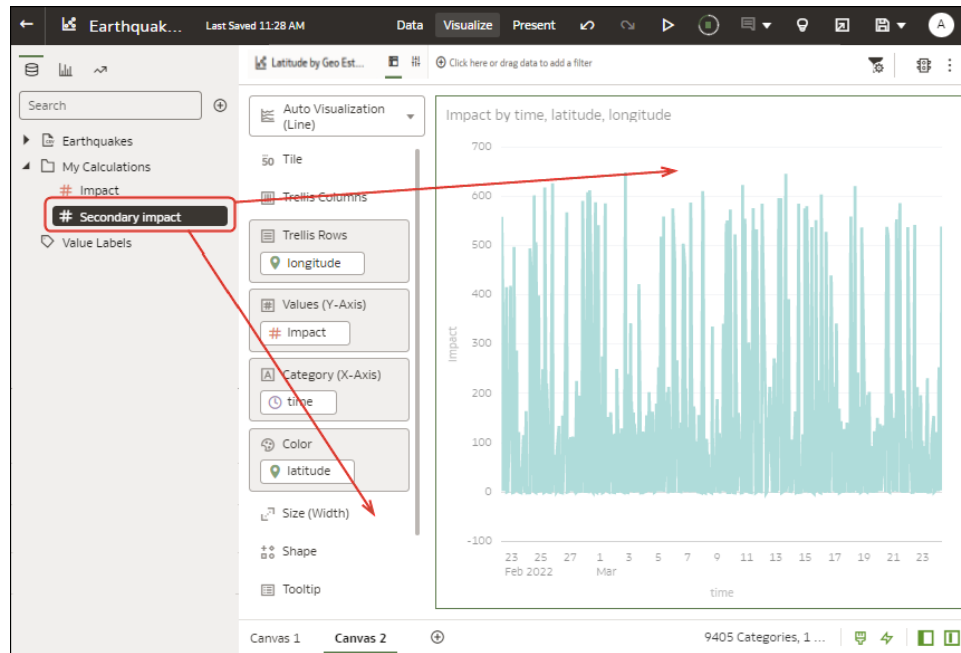 Earthquak...
Last Saved 11:28 AM
Data
Visualize
Present
A
Latitude by Geo Est...
Click here or drag data to add a filter
Search
Earthquakes
My Calculations
# Impact
# Secondary impact
Value Labels
Auto Visualization
(Line)
50 Tile
Trellis Columns
Trellis Rows
longitude
# Values (Y-Axis)
# Impact
A Category (X-Axis)
time
Color
latitude
Size (Width)
Shape
Tooltip
Impact by time, latitude, longitude
700
600
500
400
300
200
100
0
-100
Impact
23 25 27 1 3 5 7 9 11 13 15 17 19 21 23
Feb 2022 Mar
time
Canvas 1
Canvas 2
9405 Categories, 1 ...